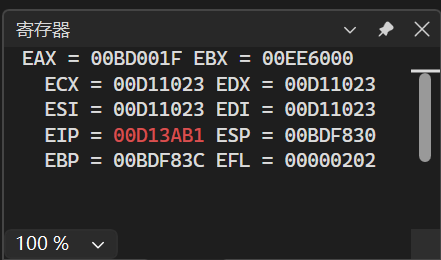 寄存器
EAX = 00BD001F EBX = 00EE6000
ECX = 00D11023 EDX = 00D11023
ESI = 00D11023 EDI = 00D11023
EIP = 00D13AB1 ESP = 00BDF830
EBP = 00BDF83C EFL = 00000202
100 %